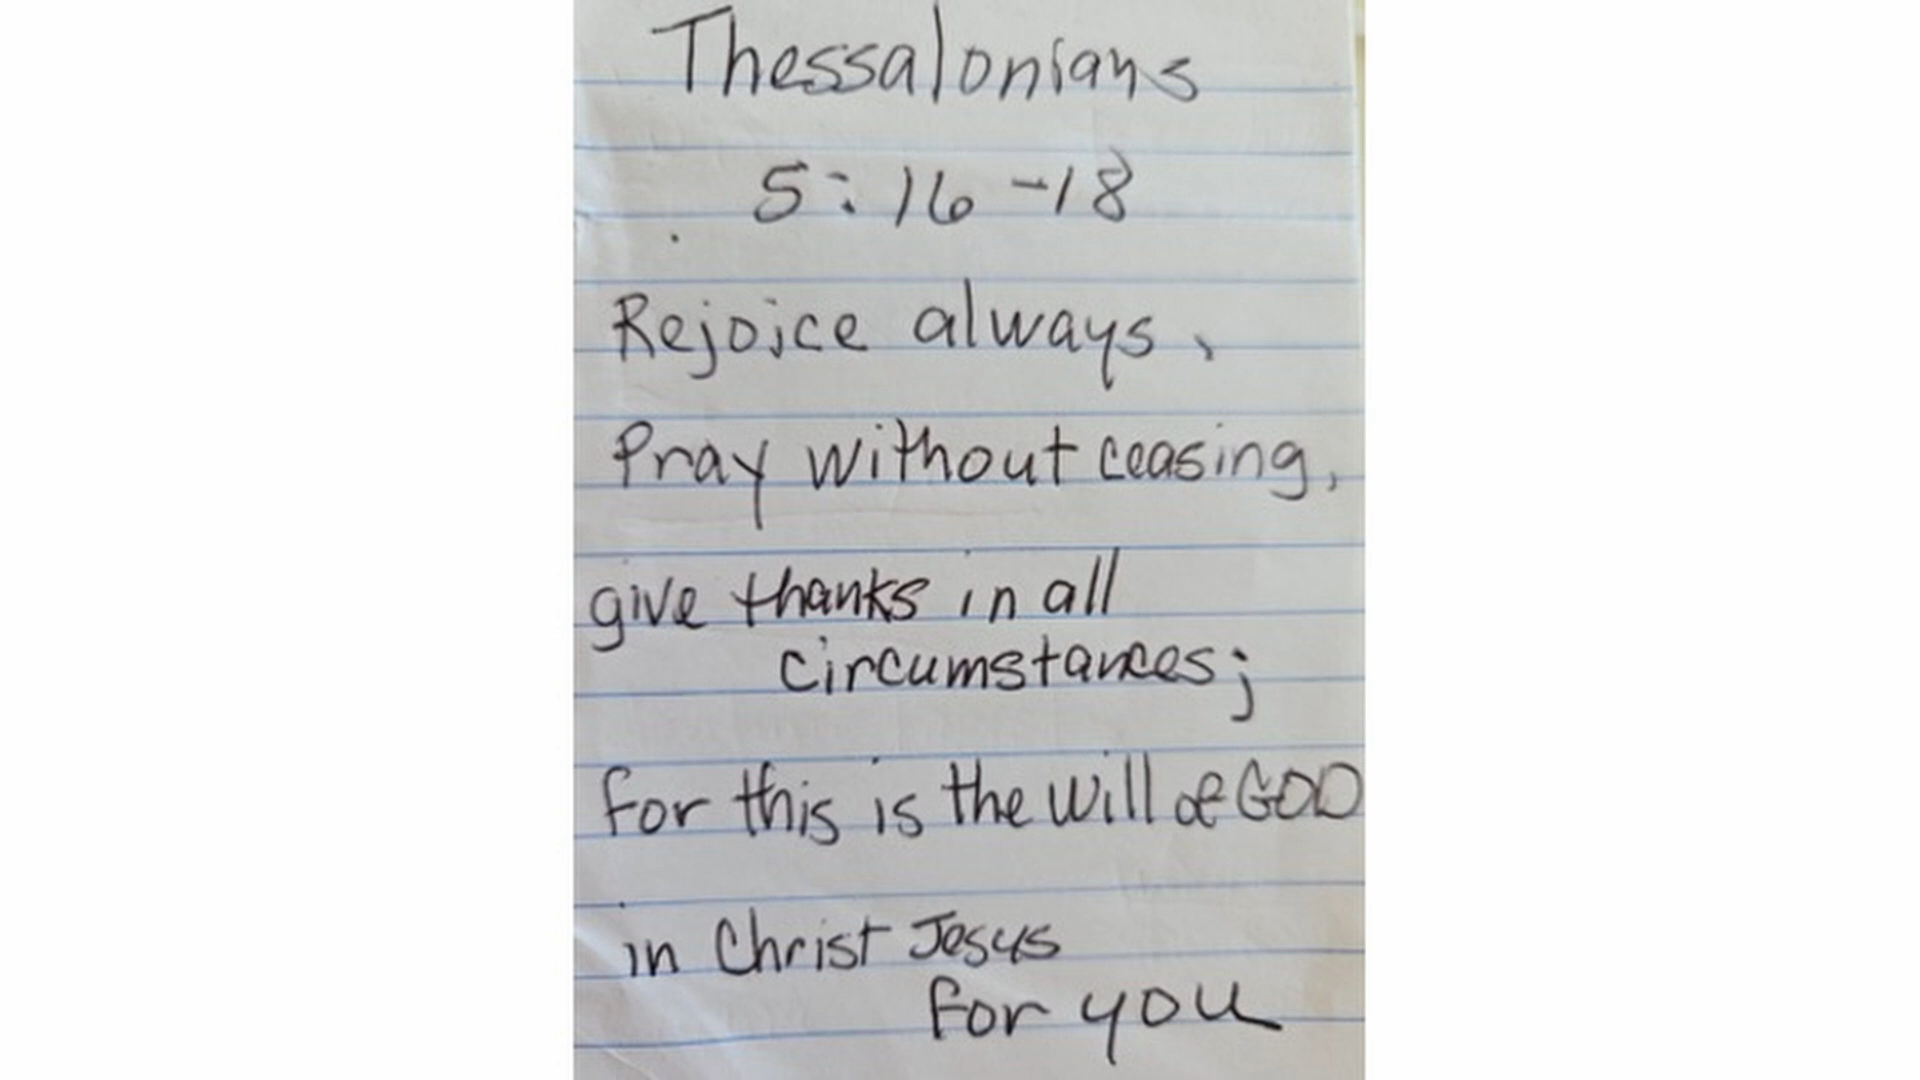 Thessalonians
5:16-18
Rejoice always,
Pray without ceasing,
give thanks in all
circumstances;
for this is the will of GOD
in Christ Jesus
for you